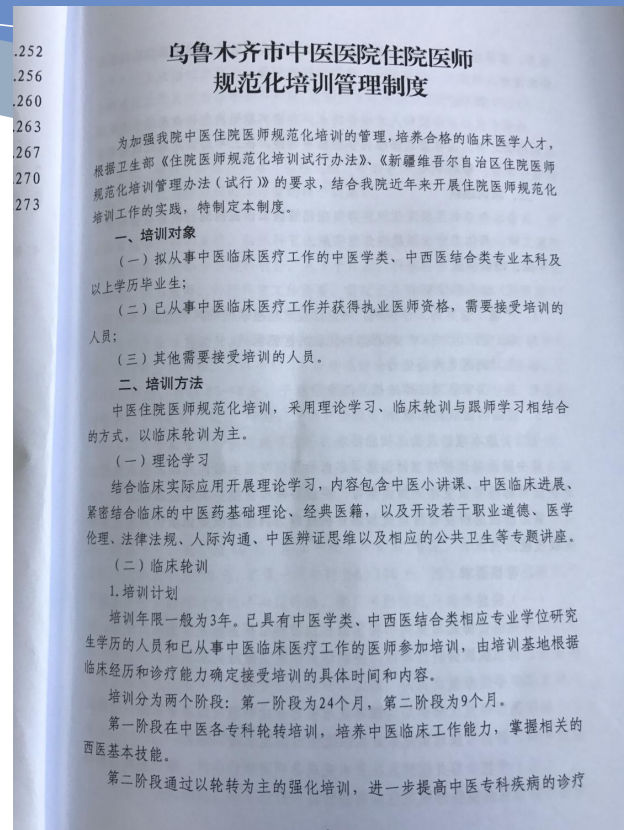 .252
.256
.260
.263
.267
.270
.273
乌鲁木齐市中医医院住院医师
规范化培训管理制度
为加强我院中医住院医师规范化培训的管理，培养合格的临床医学人才，
根据卫生部《住院医师规范化培训试行办法》、《新疆维吾尔自治区住院医师
规范化培训管理办法（试行）》的要求，结合我院近年来开展住院医师规范化
培训工作的实践，特制定本制度。
一、培训对象
（一）拟从事中医临床医疗工作的中医学类、中西医结合类专业本科及
以上学历毕业生；
（二）已从事中医临床医疗工作并获得执业医师资格，需要接受培训的
人员；
（三）其他需要接受培训的人员。
二、培训方法
中医住院医师规范化培训，采用理论学习、临床轮训与跟师学习相结合
的方式，以临床轮训为主。
（一）理论学习
结合临床实际应用开展理论学习，内容包含中医小讲课、中医临床进展、
紧密结合临床的中医药基础理论、经典医籍，以及开设若干职业道德、医学
伦理、法律法规、人际沟通、中医辨证思维以及相应的公共卫生等专题讲座。
（二）临床轮训
1.培训计划
培训年限一般为3年。已具有中医学类、中西医结合类相应专业学位研究
生学历的人员和已从事中医临床医疗工作的医师参加培训，由培训基地根据
临床经历和诊疗能力确定接受培训的具体时间和内容。
培训分为两个阶段：第一阶段为24个月，第二阶段为9个月。
第一阶段在中医各专科轮转培训，培养中医临床工作能力，掌握相关的
西医基本技能。
第二阶段通过以轮转为主的强化培训，进一步提高中医专科疾病的诊疗